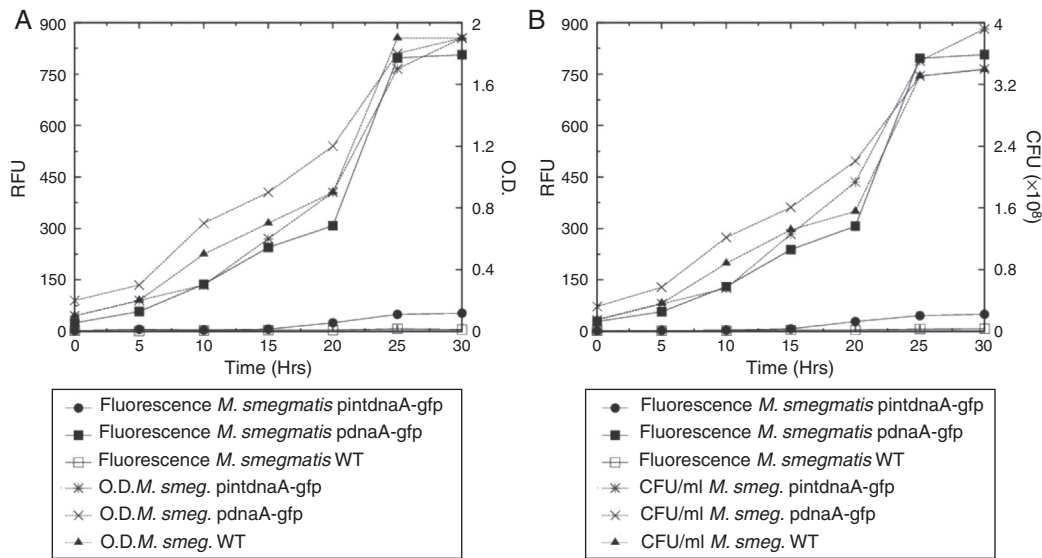 A
B
900
750
600
450
300
150
0
RFU
2
1.6
1.2
0.8
0.4
0
O.D.
0 5 10 15 20 25 30
Time (Hrs)
900
750
600
450
300
150
0
RFU
4
3.2
2.4
1.6
0.8
0
CFU (×10⁸)
0 5 10 15 20 25 30
Time (Hrs)
Fluorescence M. smegmatis pintdnaA-gfp
Fluorescence M. smegmatis pdnaA-gfp
Fluorescence M. smegmatis WT
O.D.M. smeg. pintdnaA-gfp
O.D.M. smeg. pdnaA-gfp
O.D.M. smeg. WT
Fluorescence M. smegmatis pintdnaA-gfp
Fluorescence M. smegmatis pdnaA-gfp
Fluorescence M. smegmatis WT
CFU/ml M. smeg. pintdnaA-gfp
CFU/ml M. smeg. pdnaA-gfp
CFU/ml M. smeg. WT